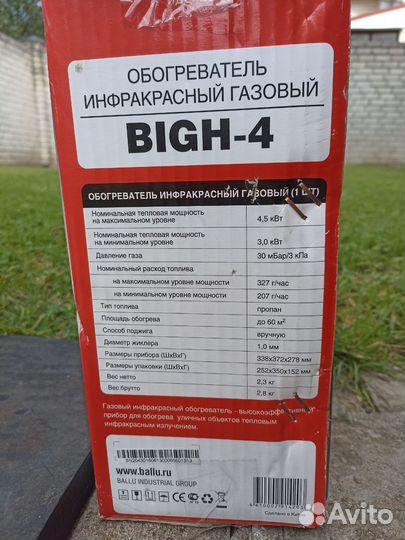 ОБОГРЕВАТЕЛЬ
ИНФРАКРАСНЫЙ ГАЗОВЫЙ
BIGH-4
ОБОГРЕВАТЕЛЬ ИНФРАКРАСНЫЙ ГАЗОВЫЙ (1 ШТ)
Номинальная тепловая мощность
на максимальном уровне 4,5 кВт
Номинальная тепловая мощность
на минимальном уровне 3,0 кВт
Давление газа 30 мБар/3 кПа
Номинальный расход топлива
на максимальном уровне мощности 327 г/час
на минимальном уровне мощности 207 г/час
Тип топлива пропан
Площадь обогрева до 60 м²
Способ поджига вручную
Диаметр жиклера 1,0 мм
Размеры прибора (ШхВхГ) 338х372х278 мм
Размеры упаковки (ШхВхГ) 252х350х152 мм
Вес нетто 2,3 кг
Вес брутто 2,8 кг
Газовый инфракрасный обогреватель - высокоэффективный
прибор для обогрева уличных объектов тепловым
инфракрасным излучением.
www.ballu.ru
BALLU INDUSTRIAL GROUP
Сделано в
Avito